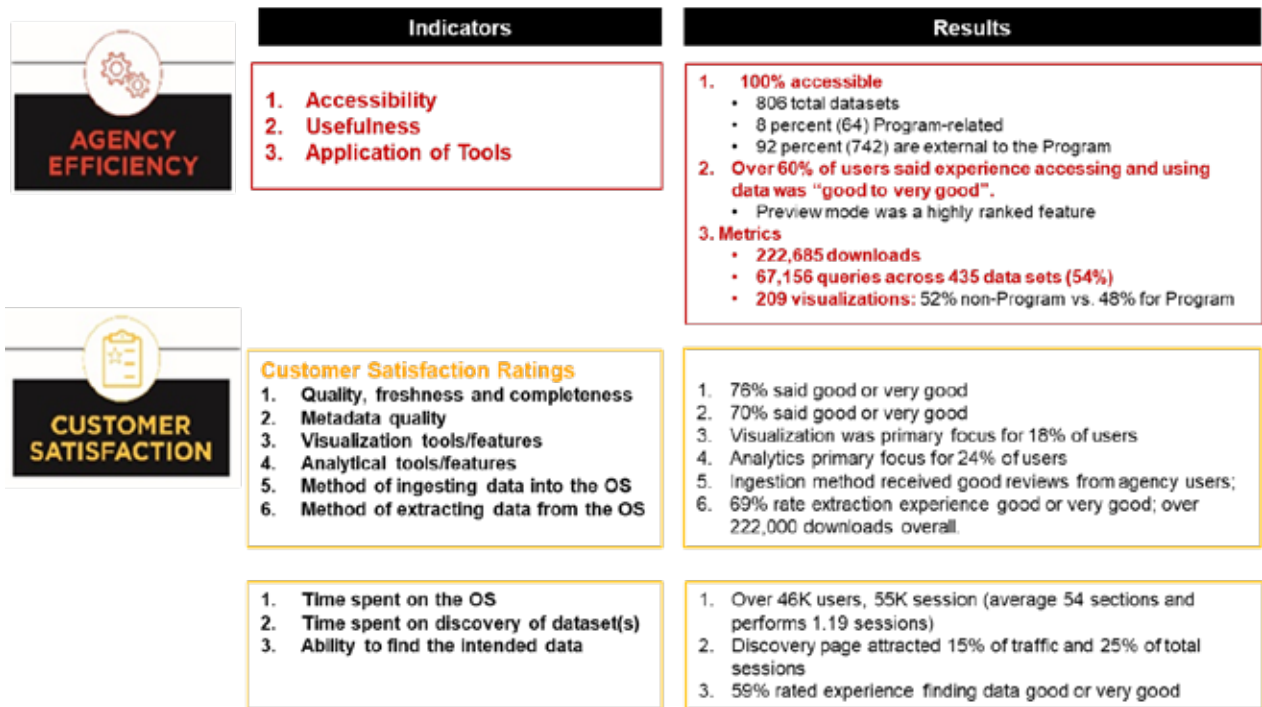 Indicators
Results
AGENCY
EFFICIENCY
1. Accessibility
2. Usefulness
3. Application of Tools
1. 100% accessible
• 806 total datasets
• 8 percent (64) Program-related
• 92 percent (742) are external to the Program
2. Over 60% of users said experience accessing and using
data was "good to very good".
• Preview mode was a highly ranked feature
3. Metrics
• 222,685 downloads
• 67,156 queries across 435 data sets (54%)
• 209 visualizations: 52% non-Program vs. 48% for Program
CUSTOMER
SATISFACTION
Customer Satisfaction Ratings
1. Quality, freshness and completeness
2. Metadata quality
3. Visualization tools/features
4. Analytical tools/features
5. Method of ingesting data into the OS
6. Method of extracting data from the OS
1. 76% said good or very good
2. 70% said good or very good
3. Visualization was primary focus for 18% of users
4. Analytics primary focus for 24% of users
5. Ingestion method received good reviews from agency users;
6. 69% rate extraction experience good or very good; over
222,000 downloads overall.
1. Time spent on the OS
2. Time spent on discovery of dataset(s)
3. Ability to find the intended data
1. Over 46K users, 55K session (average 54 sections and
performs 1.19 sessions)
2. Discovery page attracted 15% of traffic and 25% of total
sessions
3. 59% rated experience finding data good or very good